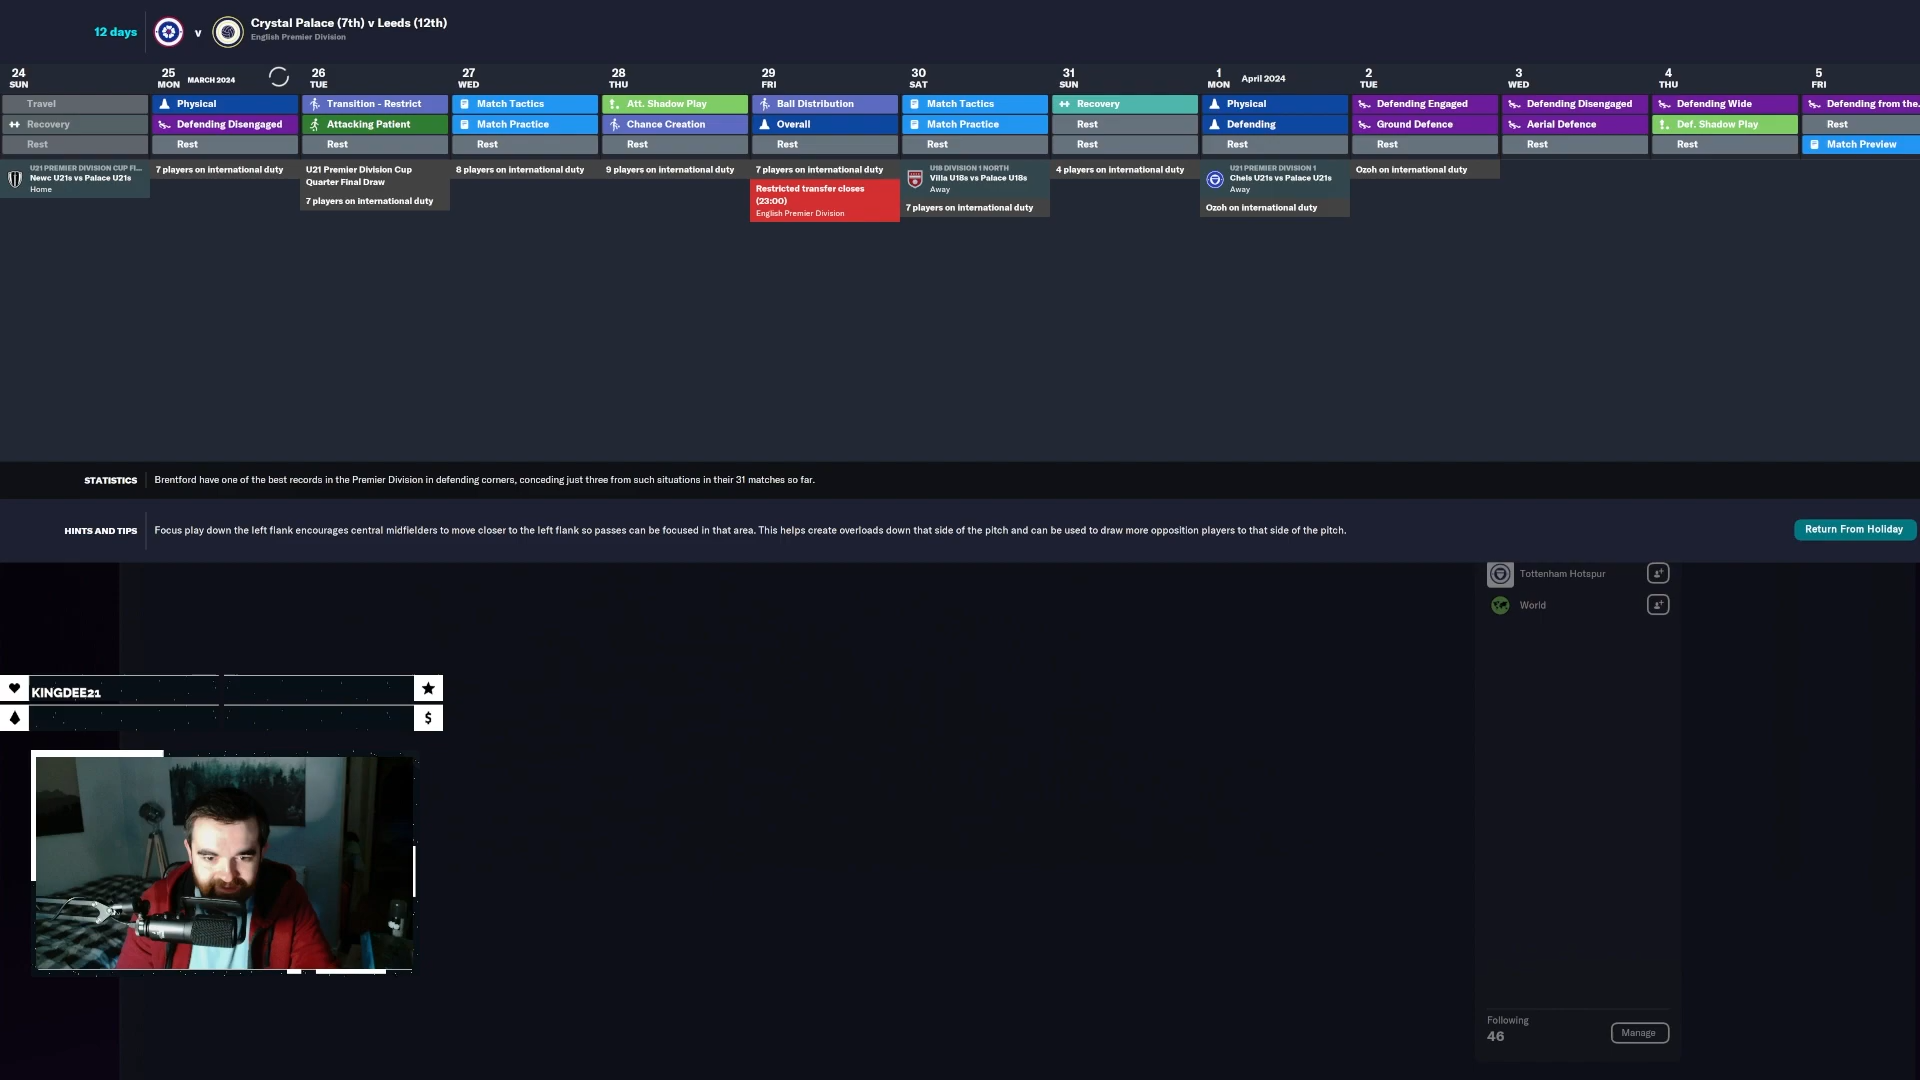 12 days
v
Crystal Palace (7th) v Leeds (12th)
English Premier Division
24
SUN
25
MON
MARCH 2024
26
TUE
27
WED
28
THU
29
FRI
30
SAT
31
SUN
1
MON
April 2024
2
TUE
3
WED
4
THU
5
FRI
Travel
Physical
Transition - Restrict
Match Tactics
Att. Shadow Play
Ball Distribution
Match Tactics
Recovery
Physical
Defending Engaged
Defending Disengaged
Defending Wide
Defending from the.
Recovery
Defending Disengaged
Attacking Patient
Match Practice
Chance Creation
Overall
Match Practice
Rest
Defending
Ground Defence
Aerial Defence
Def. Shadow Play
Rest
Rest
Rest
Rest
Rest
Rest
Rest
Rest
Rest
Rest
Rest
Rest
Rest
Match Preview
U21 PREMIER DIVISION CUP FI...
Newc U21s vs Palace U21s
Home
7 players on international duty
U21 Premier Division Cup
Quarter Final Draw
7 players on international duty
8 players on international duty
9 players on international duty
7 players on international duty
Restricted transfer closes
(23:00)
English Premier Division
U18 DIVISION 1 NORTH
Villa U18s vs Palace U18s
Away
7 players on international duty
4 players on international duty
U21 PREMIER DIVISION 1
Chels U21s vs Palace U21s
Away
Ozoh on international duty
Ozoh on international duty
STATISTICS
Brentford have one of the best records in the Premier Division in defending corners, conceding just three from such situations in their 31 matches so far.
HINTS AND TIPS
Focus play down the left flank encourages central midfielders to move closer to the left flank so passes can be focused in that area. This helps create overloads down that side of the pitch and can be used to draw more opposition players to that side of the pitch.
Return From Holiday
Tottenham Hotspur
World
KINGDEE21
$
Following
46
Manage